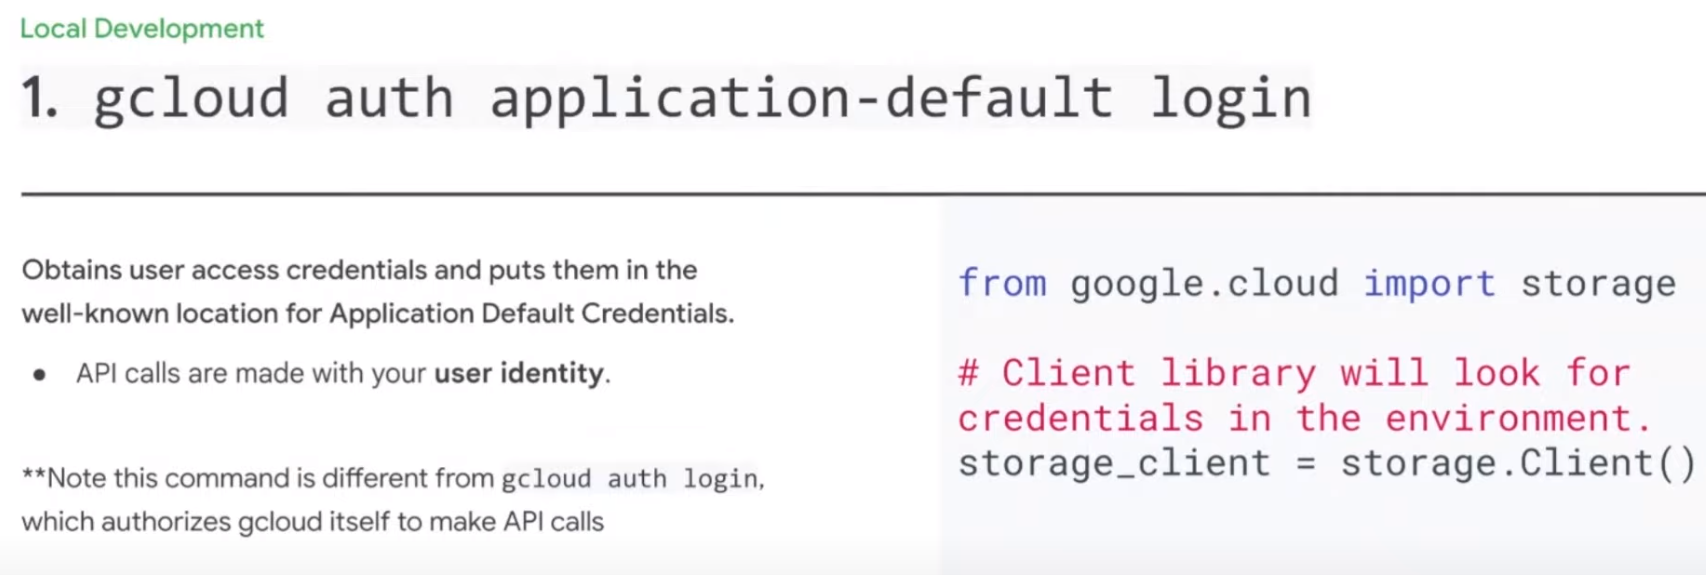 Local Development
1. gcloud auth application-default login
Obtains user access credentials and puts them in the
well-known location for Application Default Credentials.
● API calls are made with your user identity.
**Note this command is different from gcloud auth login,
which authorizes gcloud itself to make API calls
from google.cloud import storage
# Client library will look for
credentials in the environment.
storage_client = storage.Client()